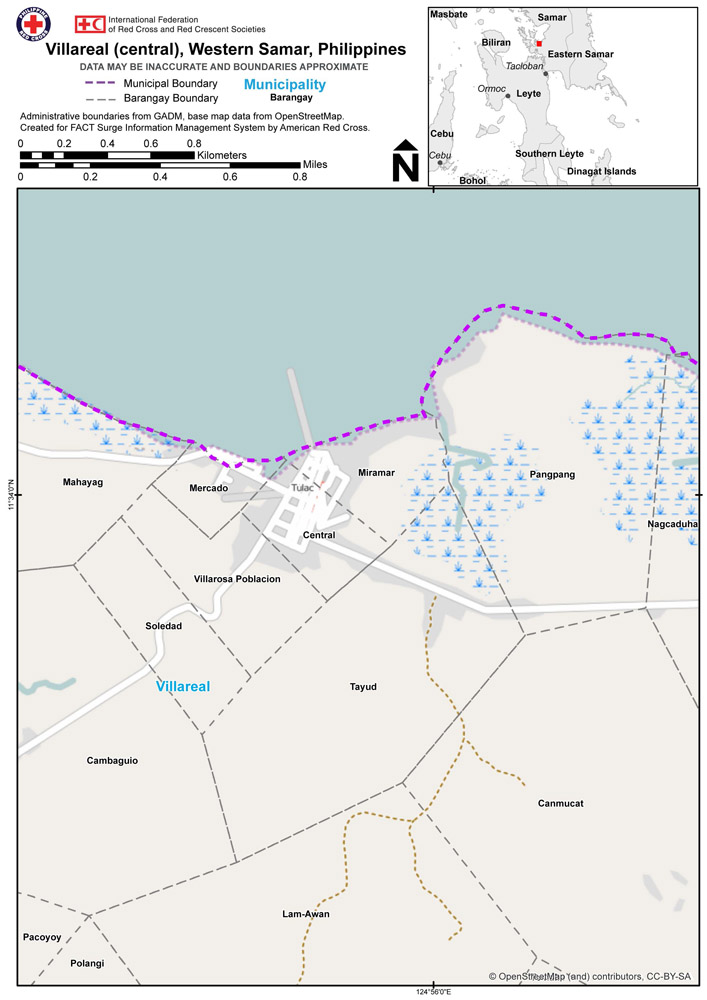 PHILIPPINE
RED CROSS
International Federation
of Red Cross and Red Crescent Societies
Villareal (central), Western Samar, Philippines
DATA MAY BE INACCURATE AND BOUNDARIES APPROXIMATE
Municipal Boundary
Municipality
Barangay Boundary
Barangay
Administrative boundaries from GADM, base map data from OpenStreetMap.
Created for FACT Surge Information Management System by American Red Cross.
0 0.2 0.4 0.6 0.8
Kilometers
Miles
0 0.2 0.4 0.6 0.8
N
Masbate
Samar
Biliran
Eastern Samar
Tacloban
Ormoc
Leyte
Cebu
Cebu
Southern Leyte
Dinagat Islands
Bohol
Mahayag
Mercado
Tulac
Miramar
Pangpang
11°34'0"N
Nagcaduha
Central
Villarosa Poblacion
Soledad
Villareal
Tayud
Cambaguio
Canmucat
Lam-Awan
Pacoyoy
Polangi
© OpenStreetMap (and) contributors, CC-BY-SA
124°56'0"E